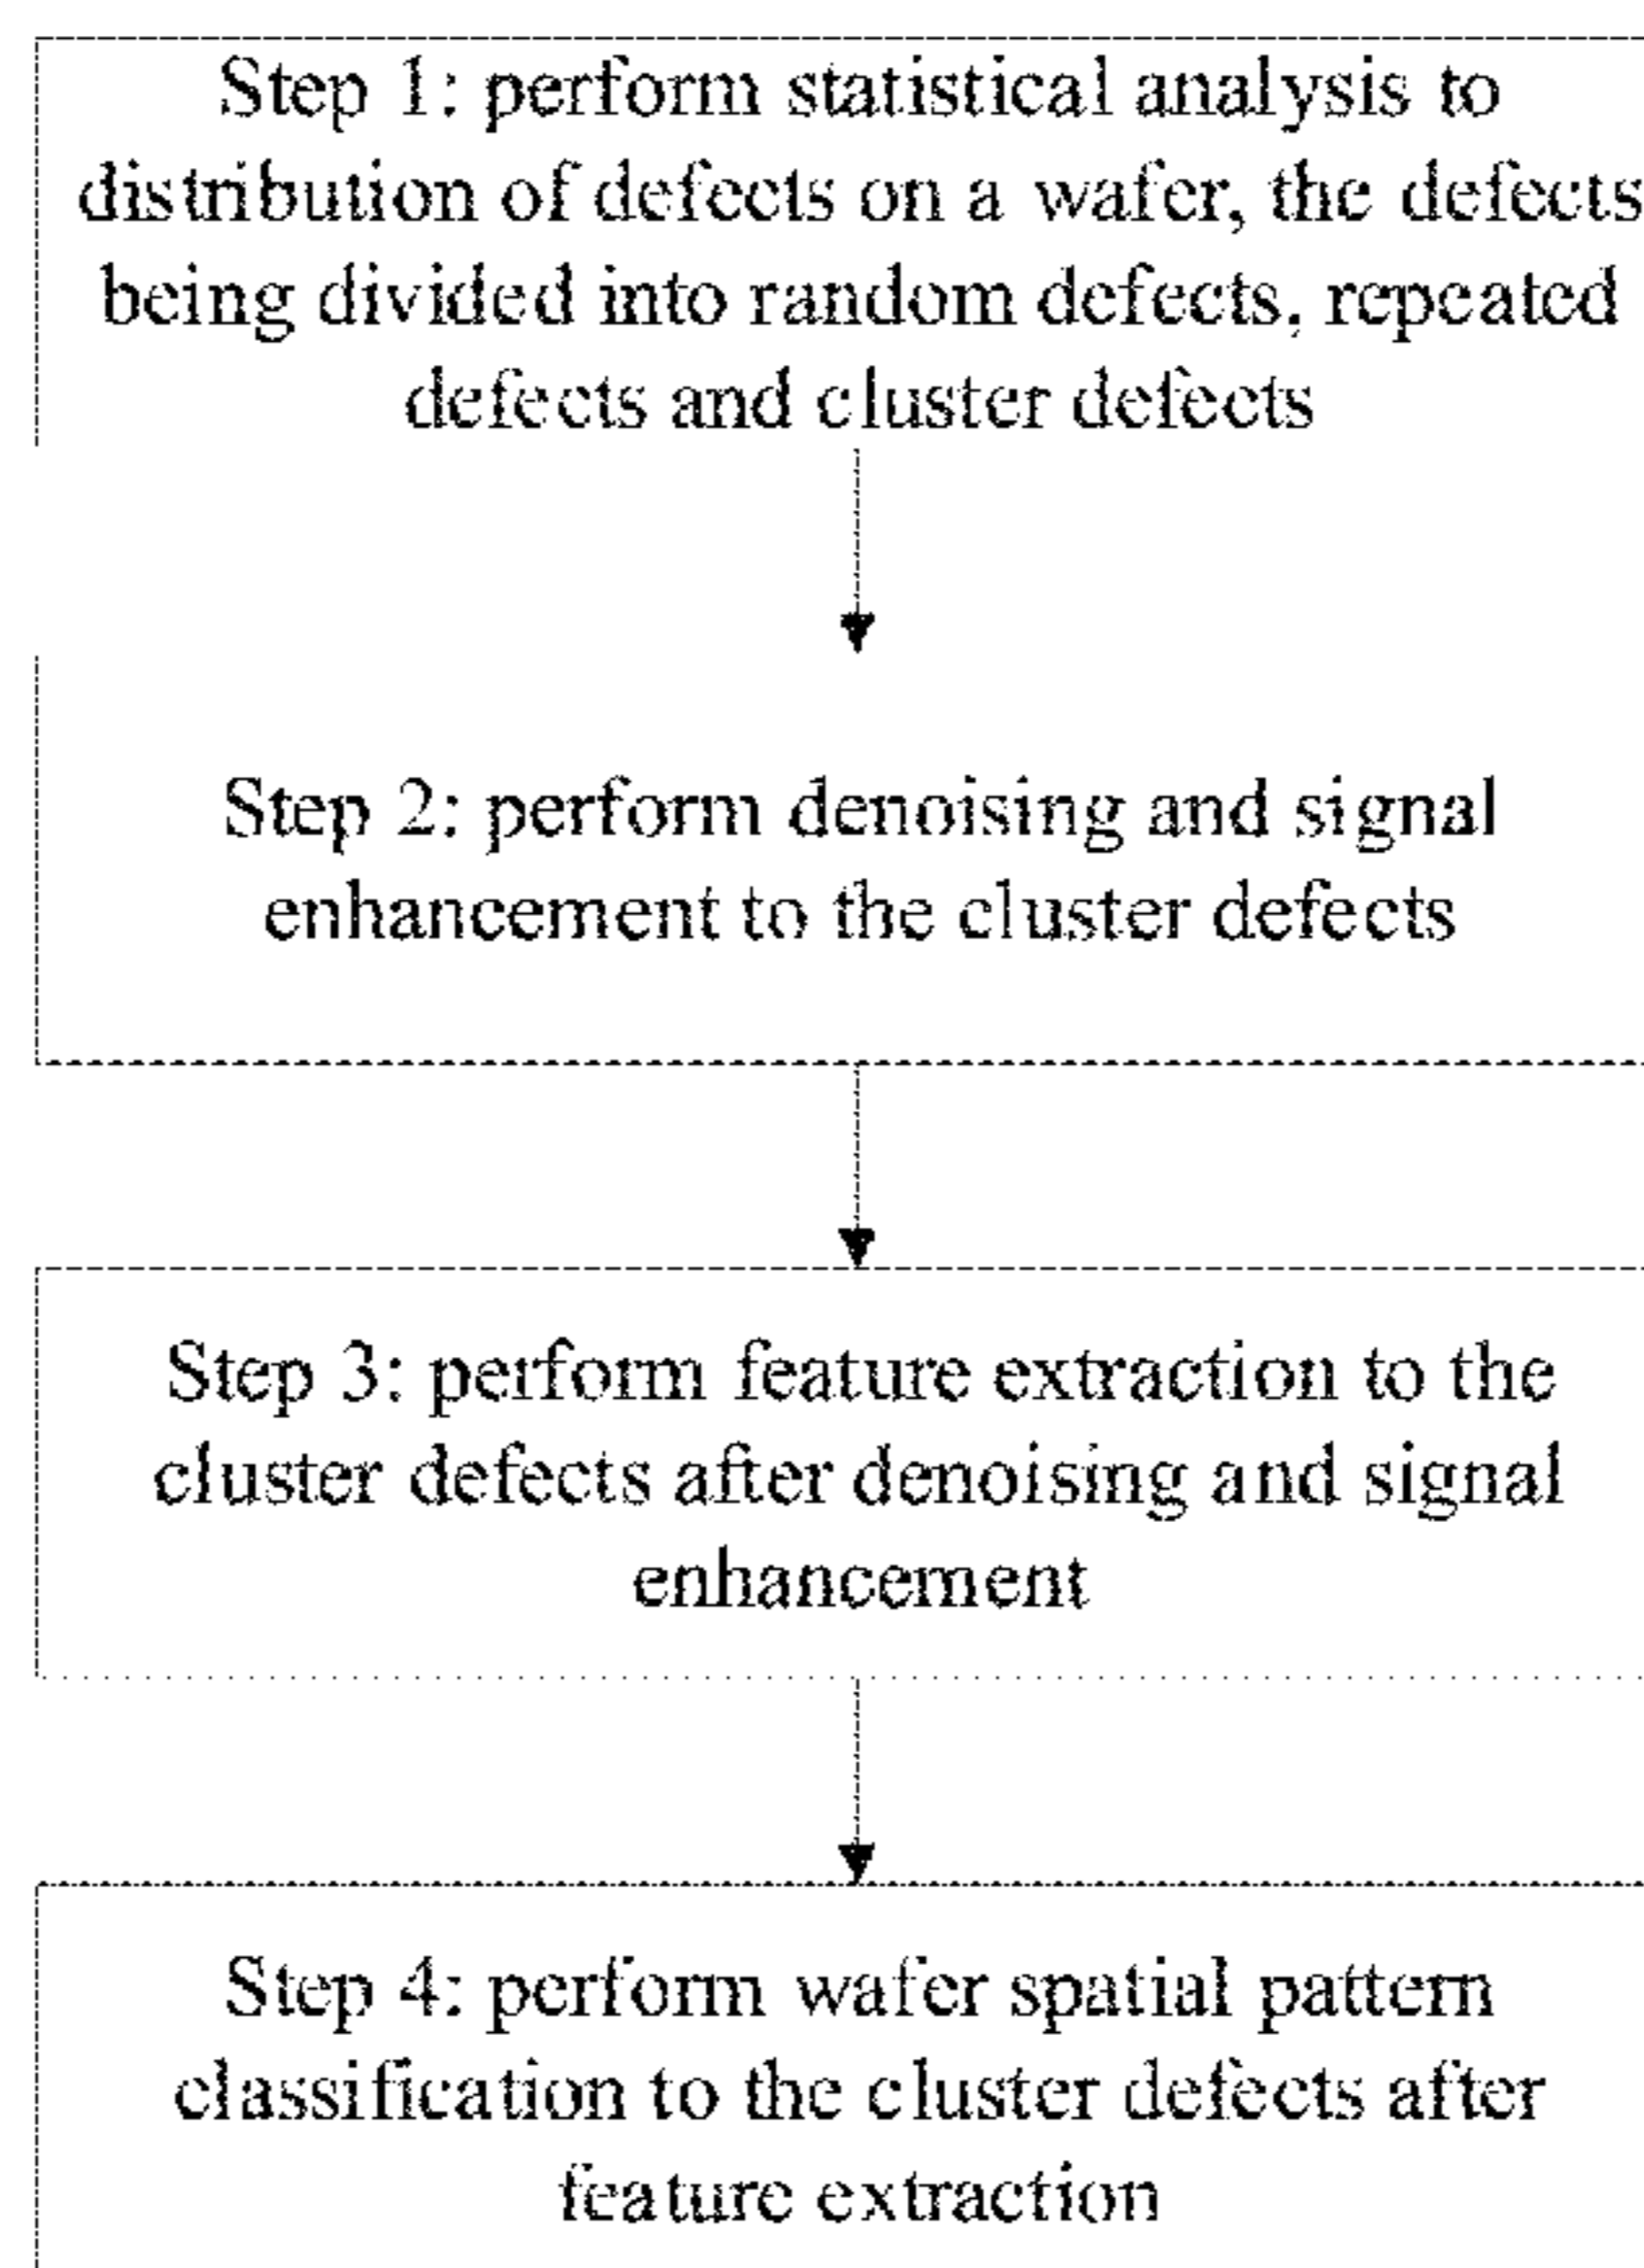 Step 1: perform statistical analysis to
distribution of defects on a wafer, the defects
being divided into random defects, repeated
defects and cluster defects
Step 2: perform denoising and signal
enhancement to the cluster defects
Step 3: perform feature extraction to the
cluster defects after denoising and signal
enhancement
Step 4: perform wafer spatial pattern
classification to the cluster defects after
feature extraction